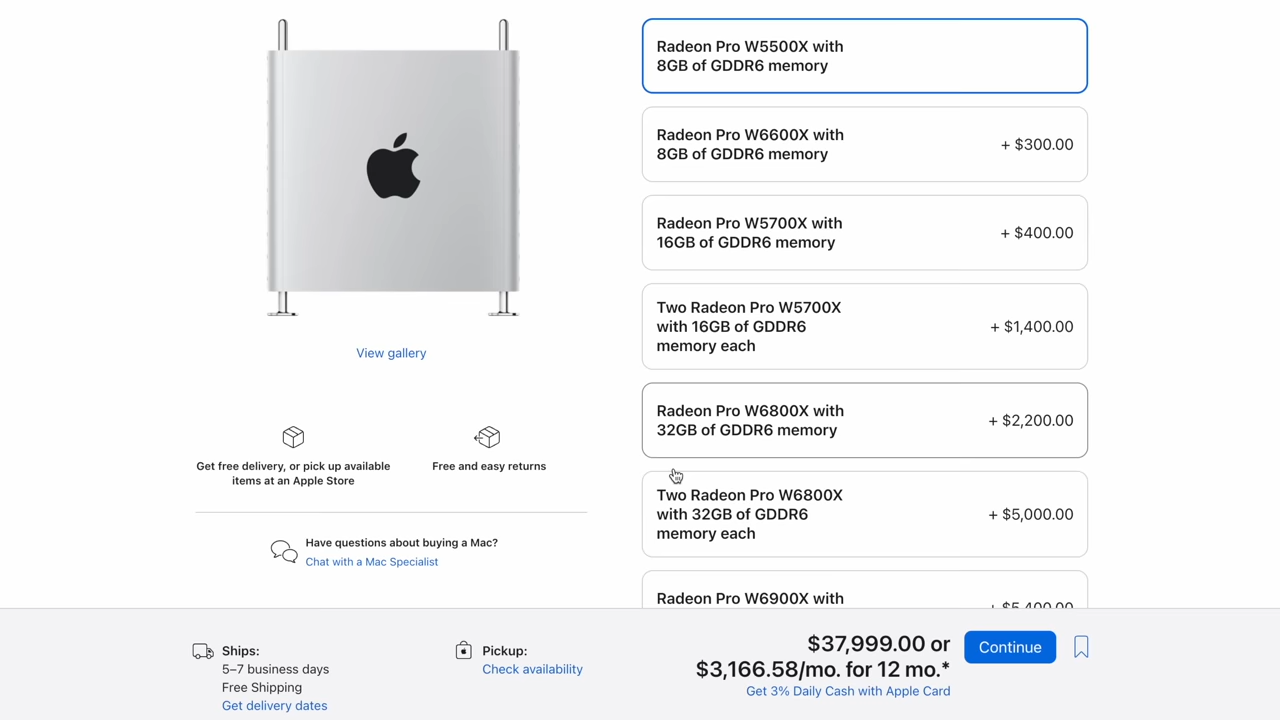 Radeon Pro W5500X with
8GB of GDDR6 memory
Radeon Pro W6600X with
8GB of GDDR6 memory
+ $300.00
Radeon Pro W5700X with
16GB of GDDR6 memory
+ $400.00
Two Radeon Pro W5700X
with 16GB of GDDR6
memory each
+ $1,400.00
Radeon Pro W6800X with
32GB of GDDR6 memory
+ $2,200.00
Two Radeon Pro W6800X
with 32GB of GDDR6
memory each
+ $5,000.00
Radeon Pro W6900X with
+ $5,400.00
View gallery
Get free delivery, or pick up available
items at an Apple Store
Free and easy returns
Have questions about buying a Mac?
Chat with a Mac Specialist
Ships:
5–7 business days
Free Shipping
Get delivery dates
Pickup:
Check availability
$37,999.00 or
$3,166.58/mo. for 12 mo.*
Get 3% Daily Cash with Apple Card
Continue